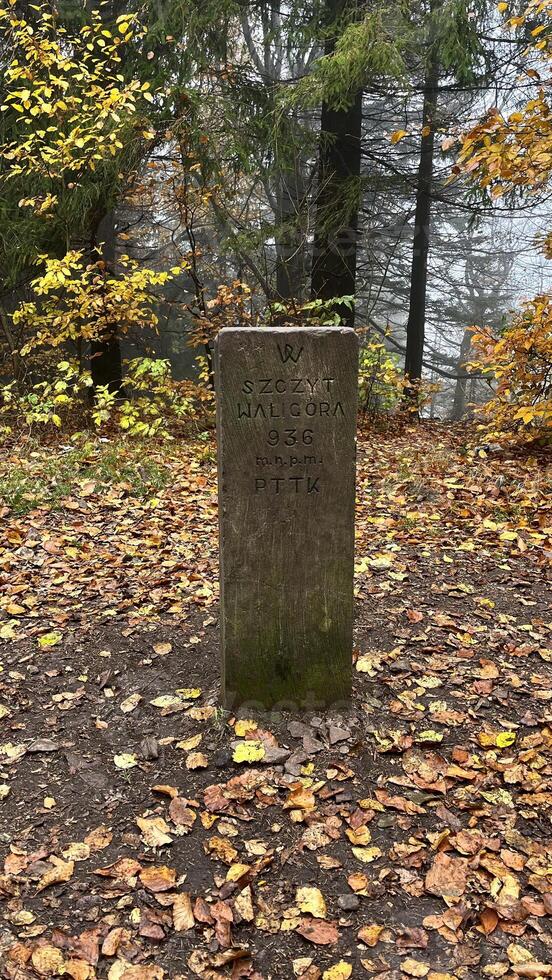 W
SZCZYT
WALIGÓRA
936
m.n.p.m.
PTTK